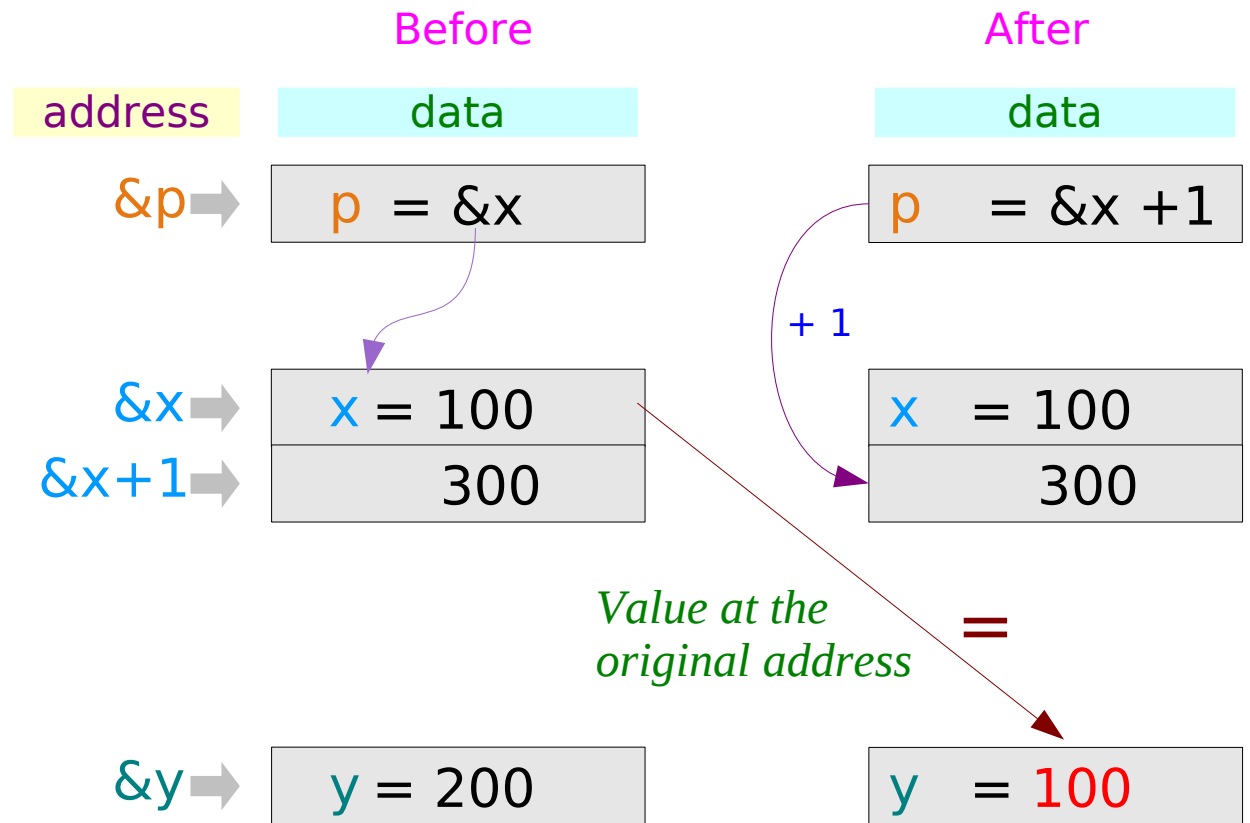 Before After
address data data
&p p = &x p = &x +1
+ 1
&x x = 100 x = 100
&x+1 300 300
Value at the
original address
=
&y y = 200 y = 100